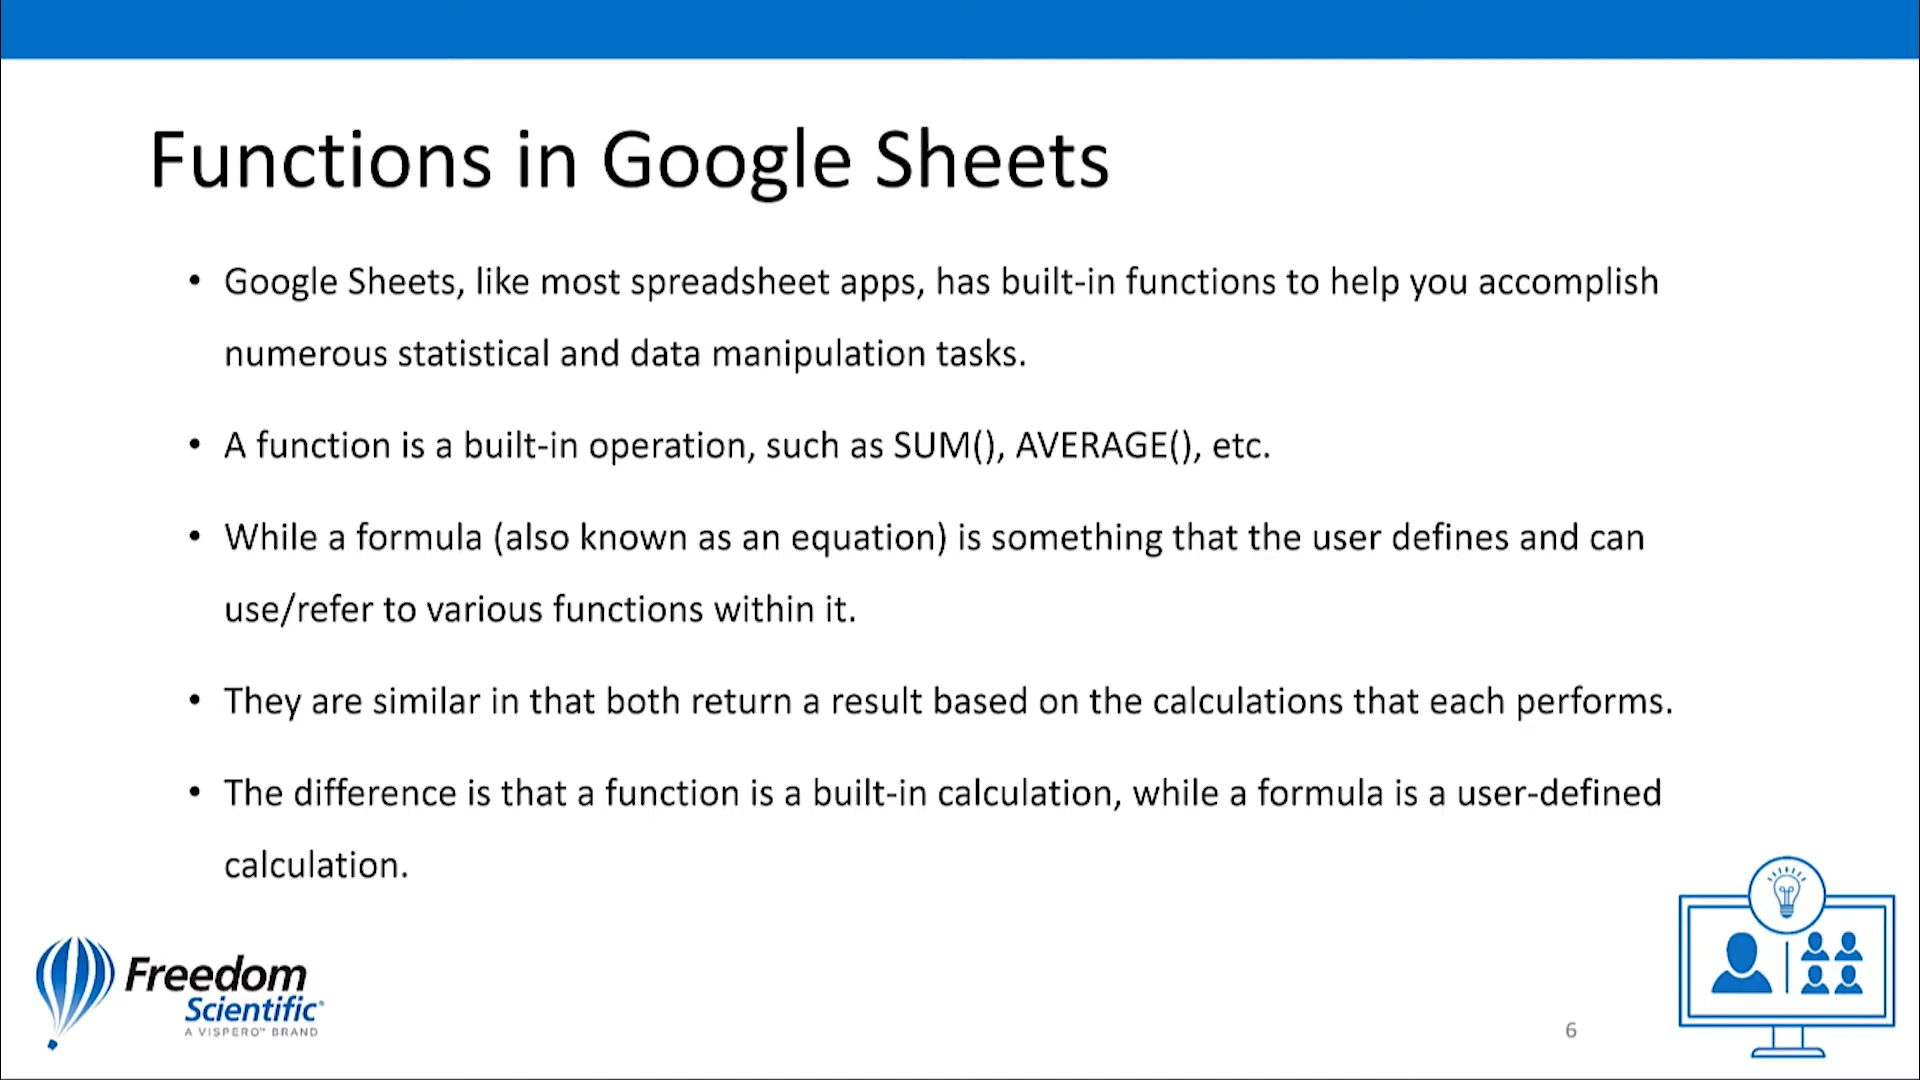 Functions in Google Sheets
• Google Sheets, like most spreadsheet apps, has built-in functions to help you accomplish
numerous statistical and data manipulation tasks.
• A function is a built-in operation, such as SUM(), AVERAGE(), etc.
• While a formula (also known as an equation) is something that the user defines and can
use/refer to various functions within it.
• They are similar in that both return a result based on the calculations that each performs.
• The difference is that a function is a built-in calculation, while a formula is a user-defined
calculation.
Freedom
Scientific®
A VISPERO™ BRAND
6